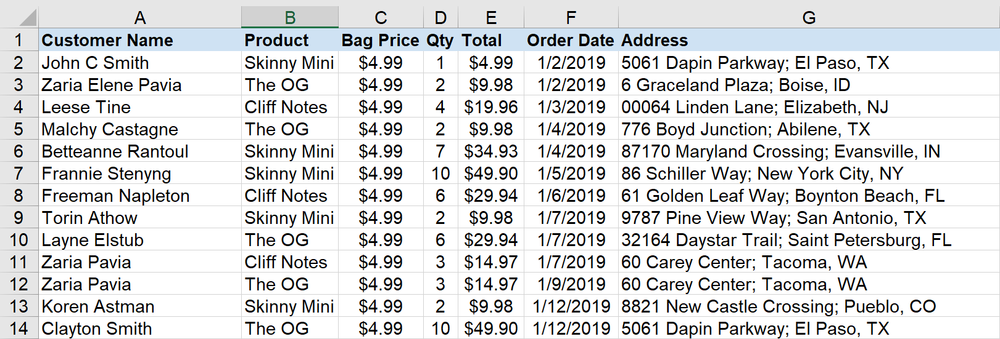 A B C D E F G
1 Customer Name Product Bag Price Qty Total Order Date Address
2 John C Smith Skinny Mini $4.99 1 $4.99 1/2/2019 5061 Dapin Parkway; El Paso, TX
3 Zaria Elene Pavia The OG $4.99 2 $9.98 1/2/2019 6 Graceland Plaza; Boise, ID
4 Leese Tine Cliff Notes $4.99 4 $19.96 1/3/2019 00064 Linden Lane; Elizabeth, NJ
5 Malchy Castagne The OG $4.99 2 $9.98 1/4/2019 776 Boyd Junction; Abilene, TX
6 Betteanne Rantoul Skinny Mini $4.99 7 $34.93 1/4/2019 87170 Maryland Crossing; Evansville, IN
7 Frannie Stenyng Skinny Mini $4.99 10 $49.90 1/5/2019 86 Schiller Way; New York City, NY
8 Freeman Napleton Cliff Notes $4.99 6 $29.94 1/6/2019 61 Golden Leaf Way; Boynton Beach, FL
9 Torin Athow Skinny Mini $4.99 2 $9.98 1/7/2019 9787 Pine View Way; San Antonio, TX
10 Layne Elstub The OG $4.99 6 $29.94 1/7/2019 32164 Daystar Trail; Saint Petersburg, FL
11 Zaria Pavia Cliff Notes $4.99 3 $14.97 1/7/2019 60 Carey Center; Tacoma, WA
12 Zaria Pavia The OG $4.99 3 $14.97 1/9/2019 60 Carey Center; Tacoma, WA
13 Koren Astman Skinny Mini $4.99 2 $9.98 1/12/2019 8821 New Castle Crossing; Pueblo, CO
14 Clayton Smith The OG $4.99 10 $49.90 1/12/2019 5061 Dapin Parkway; El Paso, TX